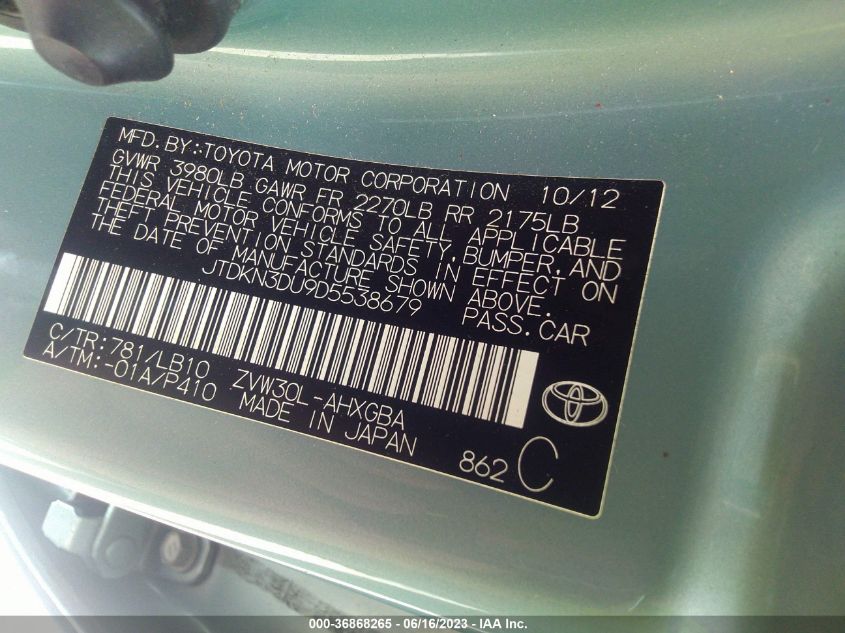 MFD. BY: TOYOTA MOTOR CORPORATION 10/12
GVWR 3980LB GAWR FR 2270LB RR 2175LB
THIS VEHICLE CONFORMS TO ALL APPLICABLE
FEDERAL MOTOR VEHICLE SAFETY, BUMPER, AND
THEFT PREVENTION STANDARDS IN EFFECT ON
THE DATE OF MANUFACTURE SHOWN ABOVE.
JTDKN3DU9D5538679 PASS. CAR
C/TR: 781/LB10 ZVW30L-AHXGBA
A/TM: -01A/P410 MADE IN JAPAN
862 C
000-36868265 - 06/16/2023 - IAA Inc.